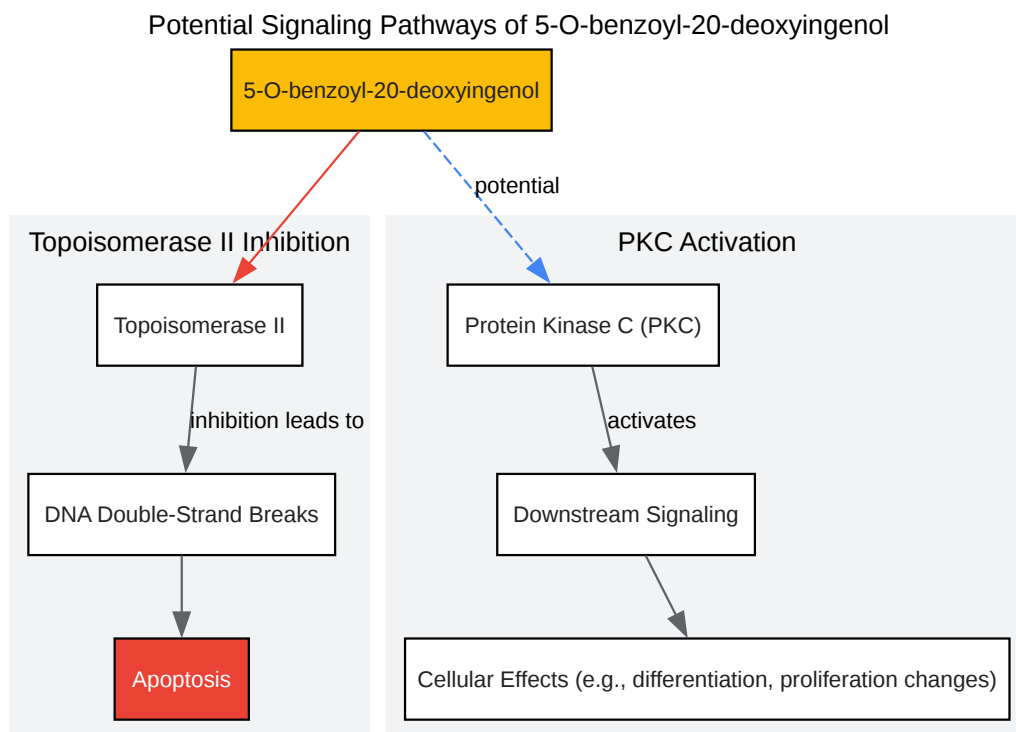 Potential Signaling Pathways of 5-O-benzoyl-20-deoxyingenol
5-O-benzoyl-20-deoxyingenol
potential
Topoisomerase II Inhibition
PKC Activation
Topoisomerase II
Protein Kinase C (PKC)
inhibition leads to
activates
DNA Double-Strand Breaks
Downstream Signaling
Apoptosis
Cellular Effects (e.g., differentiation, proliferation changes)